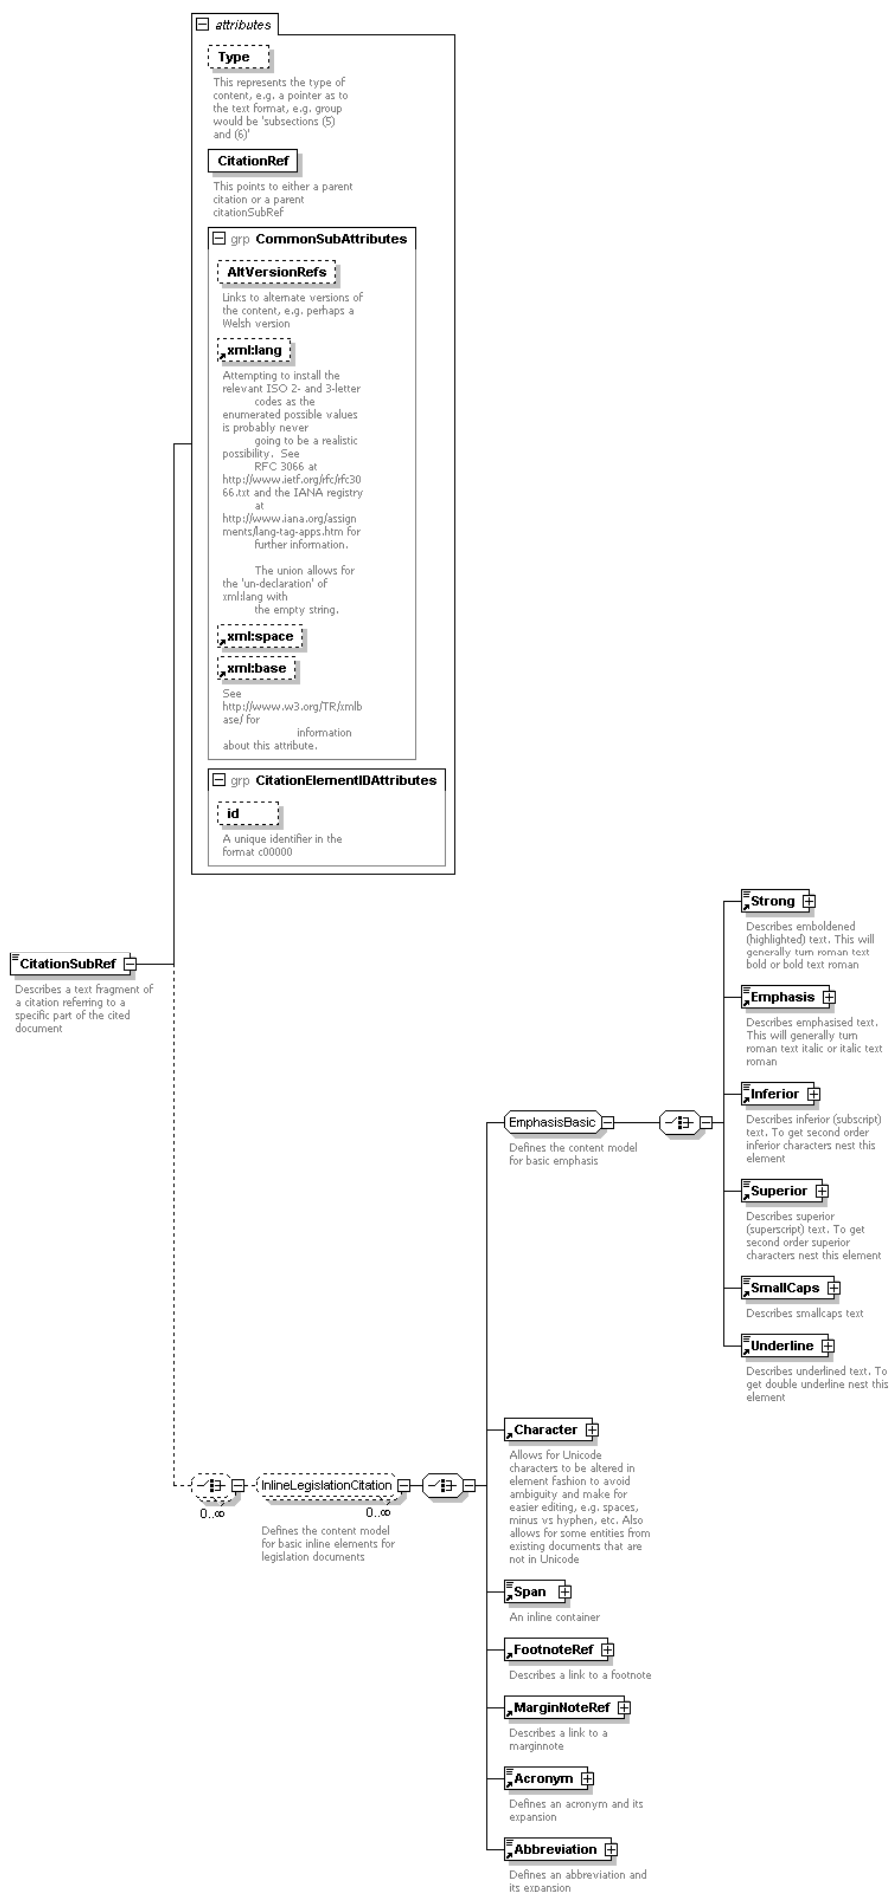 attributes
Type
This represents the type of
content, e.g. a pointer as to
the text format, e.g. group
would be 'subsections (5)
and (6)'
CitationRef
This points to either a parent
citation or a parent
citationSubRef
grp CommonSubAttributes
AltVersionRefs
Links to alternate versions of
the content, e.g. perhaps a
Welsh version
xml:lang
Attempting to install the
relevant ISO 2- and 3-letter
codes as the
enumerated possible values
is probably never
going to be a realistic
possibility. See
RFC 3066 at
http://www.ietf.org/rfc/rfc30
66.txt and the IANA registry
at
http://www.iana.org/assign
ments/lang-tag-apps.htm for
further information.
The union allows for
the 'un-declaration' of
xml:lang with
the empty string.
xml:space
xml:base
See
http://www.w3.org/TR/xmlb
ase/ for
information
about this attribute.
grp CitationElementIDAttributes
id
A unique identifier in the
format c00000
CitationSubRef
Describes a text fragment of
a citation referring to a
specific part of the cited
document
Strong
Describes emboldened
(highlighted) text. This will
generally turn roman text
bold or bold text roman
Emphasis
Describes emphasised text.
This will generally turn
roman text italic or italic text
roman
Inferior
Describes inferior (subscript)
text. To get second order
inferior characters nest this
element
EmphasisBasic
Defines the content model
for basic emphasis
Superior
Describes superior
(superscript) text. To get
second order superior
characters nest this element
SmallCaps
Describes smallcaps text
Underline
Describes underlined text. To
get double underline nest this
element
InlineLegislationCitation
0..∞
0..∞
Defines the content model
for basic inline elements for
legislation documents
Character
Allows for Unicode
characters to be altered in
element fashion to avoid
ambiguity and make for
easier editing, e.g. spaces,
minus vs hyphen, etc. Also
allows for some entities from
existing documents that are
not in Unicode
Span
An inline container
FootnoteRef
Describes a link to a footnote
MarginNoteRef
Describes a link to a
marginnote
Acronym
Defines an acronym and its
expansion
Abbreviation
Defines an abbreviation and
its expansion